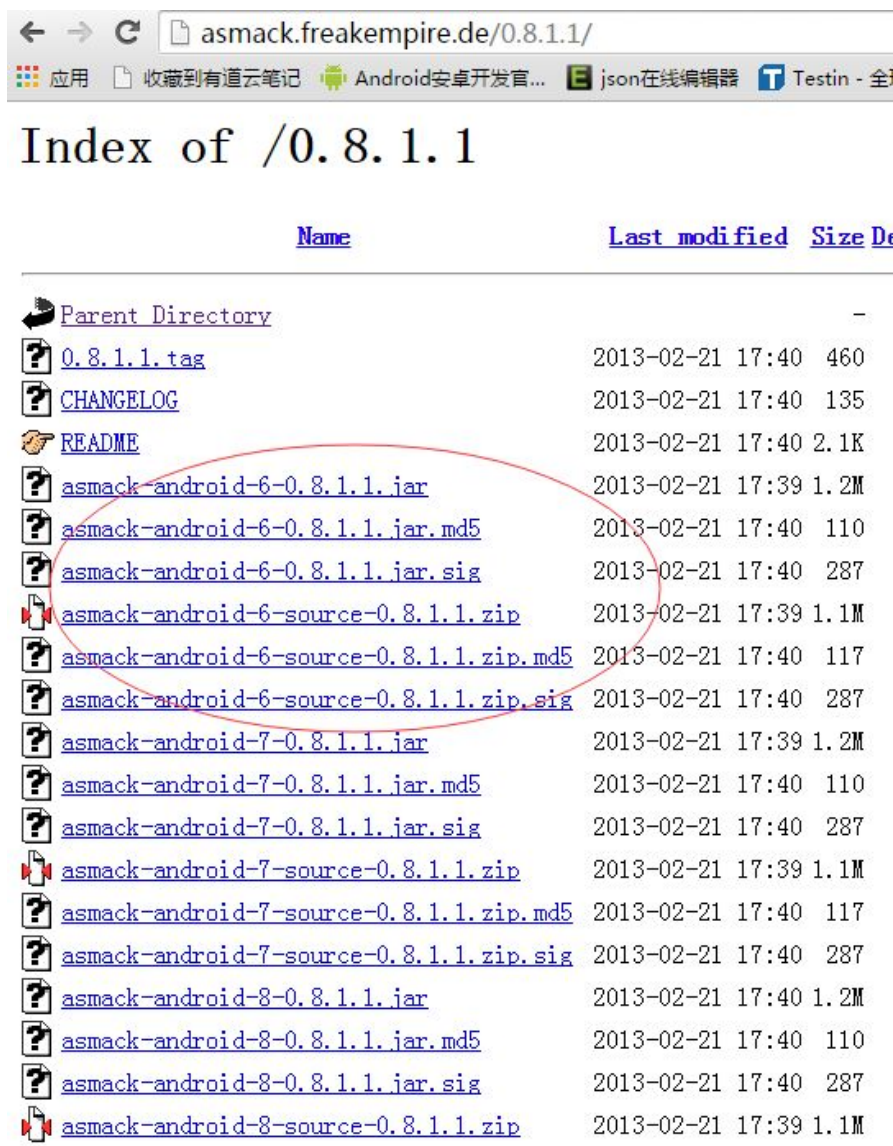 asmack.freakempire.de/0.8.1.1/
应用 收藏到有道云笔记 Android安卓开发官... json在线编辑器 Testin - 全
Index of /0.8.1.1
Name Last modified Size De
Parent Directory -
0.8.1.1.tag 2013-02-21 17:40 460
CHANGELOG 2013-02-21 17:40 135
README 2013-02-21 17:40 2.1K
asmack-android-6-0.8.1.1.jar 2013-02-21 17:39 1.2M
asmack-android-6-0.8.1.1.jar.md5 2013-02-21 17:40 110
asmack-android-6-0.8.1.1.jar.sig 2013-02-21 17:40 287
asmack-android-6-source-0.8.1.1.zip 2013-02-21 17:39 1.1M
asmack-android-6-source-0.8.1.1.zip.md5 2013-02-21 17:40 117
asmack-android-6-source-0.8.1.1.zip.sig 2013-02-21 17:40 287
asmack-android-7-0.8.1.1.jar 2013-02-21 17:39 1.2M
asmack-android-7-0.8.1.1.jar.md5 2013-02-21 17:40 110
asmack-android-7-0.8.1.1.jar.sig 2013-02-21 17:40 287
asmack-android-7-source-0.8.1.1.zip 2013-02-21 17:39 1.1M
asmack-android-7-source-0.8.1.1.zip.md5 2013-02-21 17:40 117
asmack-android-7-source-0.8.1.1.zip.sig 2013-02-21 17:40 287
asmack-android-8-0.8.1.1.jar 2013-02-21 17:40 1.2M
asmack-android-8-0.8.1.1.jar.md5 2013-02-21 17:40 110
asmack-android-8-0.8.1.1.jar.sig 2013-02-21 17:40 287
asmack-android-8-source-0.8.1.1.zip 2013-02-21 17:39 1.1M